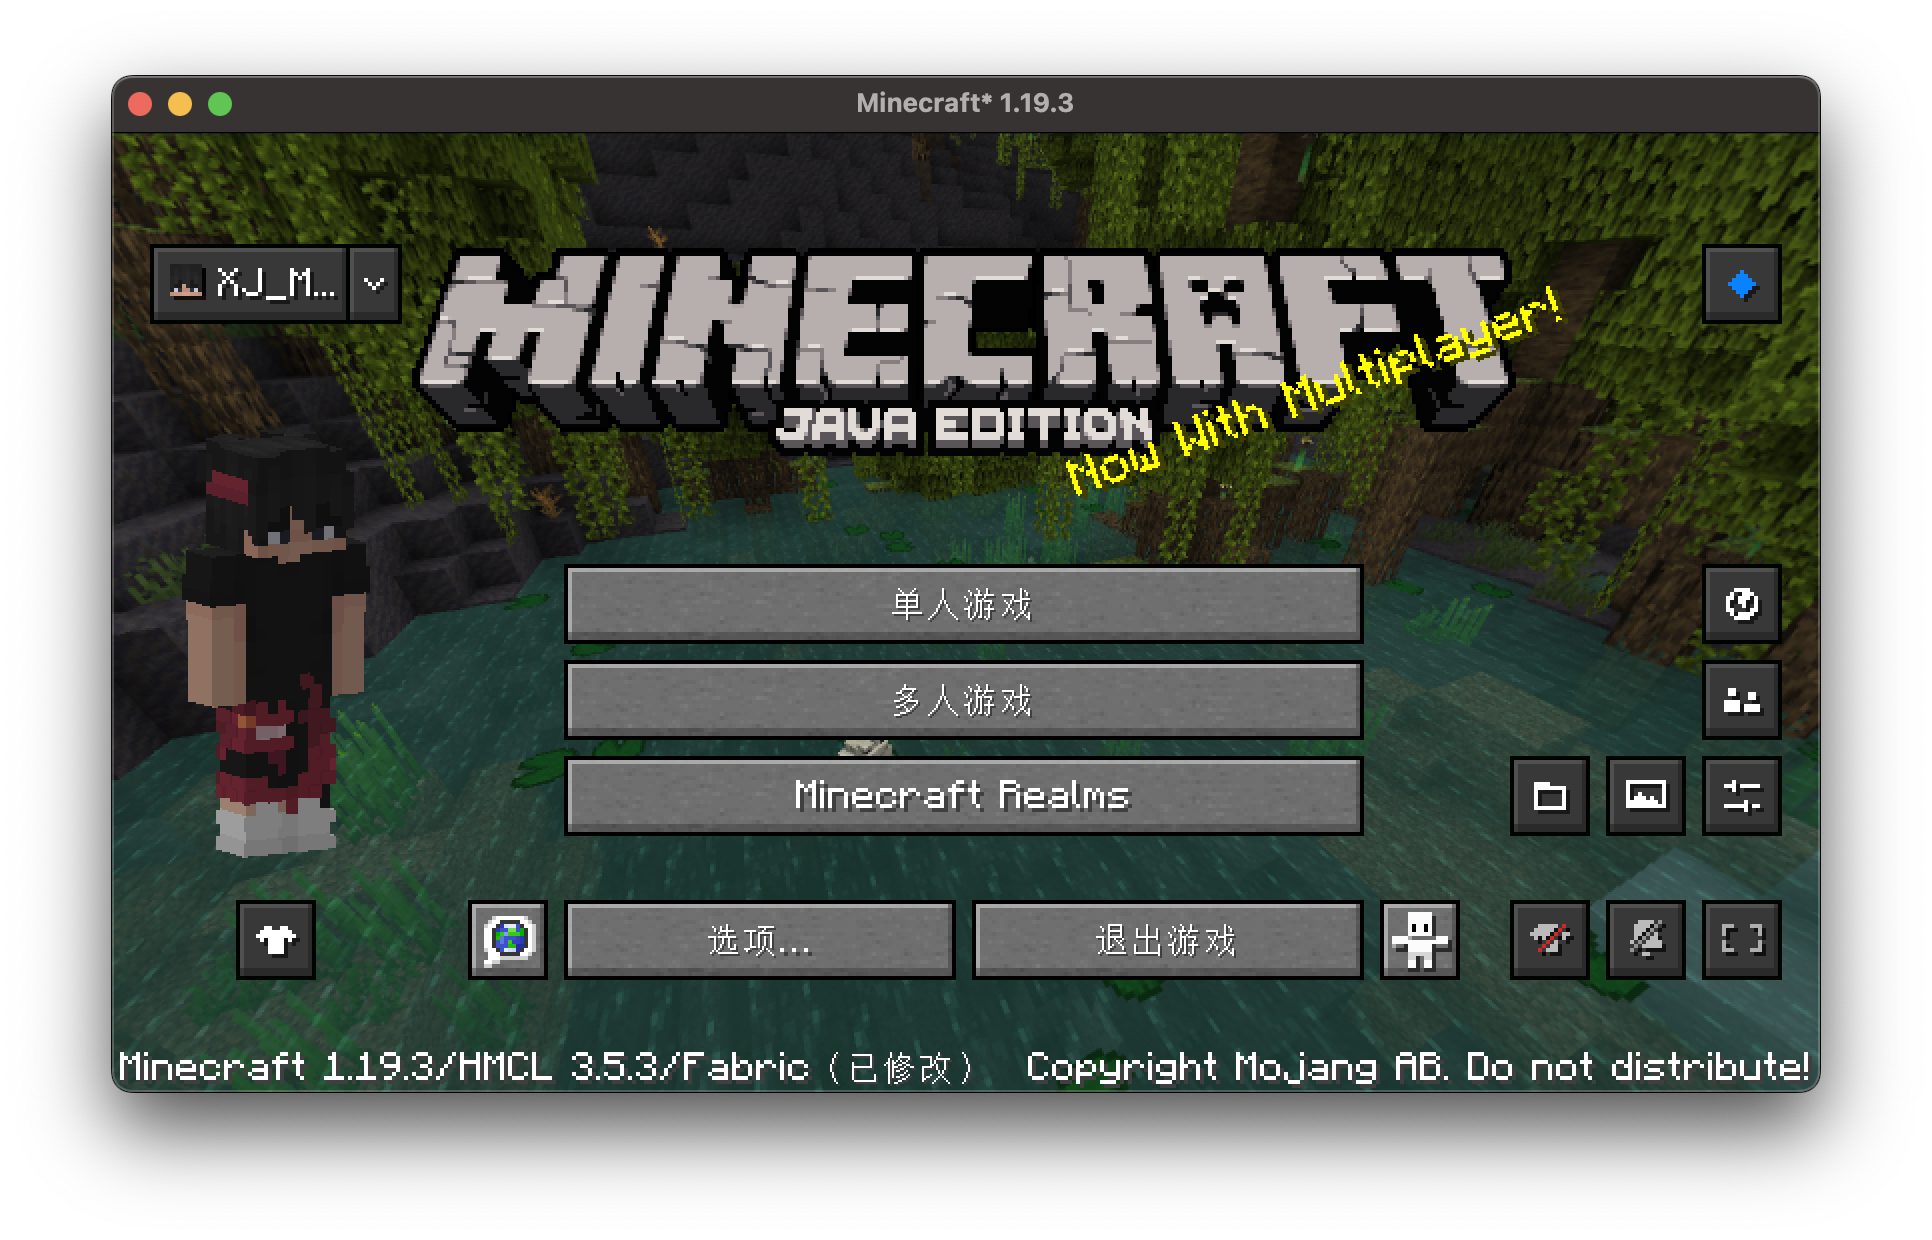 Minecraft* 1.19.3
XJ_M...
MINECRAFT
JAVA EDITION
Now With Multiplayer!
单人游戏
多人游戏
Minecraft Realms
选项...
退出游戏
Minecraft 1.19.3/HMCL 3.5.3/Fabric（已修改）
Copyright Mojang AB. Do not distribute!